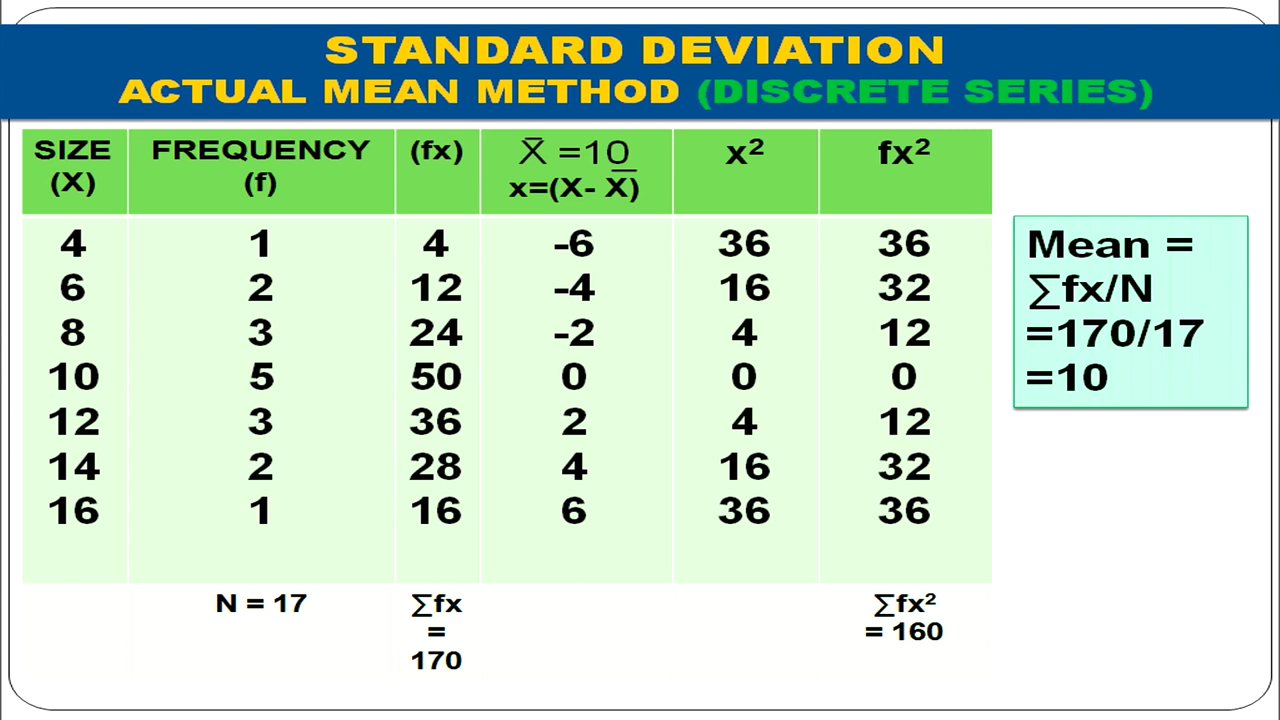 STANDARD DEVIATION
ACTUAL MEAN METHOD (DISCRETE SERIES)
SIZE (X) FREQUENCY (f) (fx) X̅ =10 x=(X- X̅) x² fx²
4 1 4 -6 36 36
6 2 12 -4 16 32
8 3 24 -2 4 12
10 5 50 0 0 0
12 3 36 2 4 12
14 2 28 4 16 32
16 1 16 6 36 36
N = 17 ∑fx = 170 ∑fx² = 160
Mean =
∑fx/N
=170/17
=10